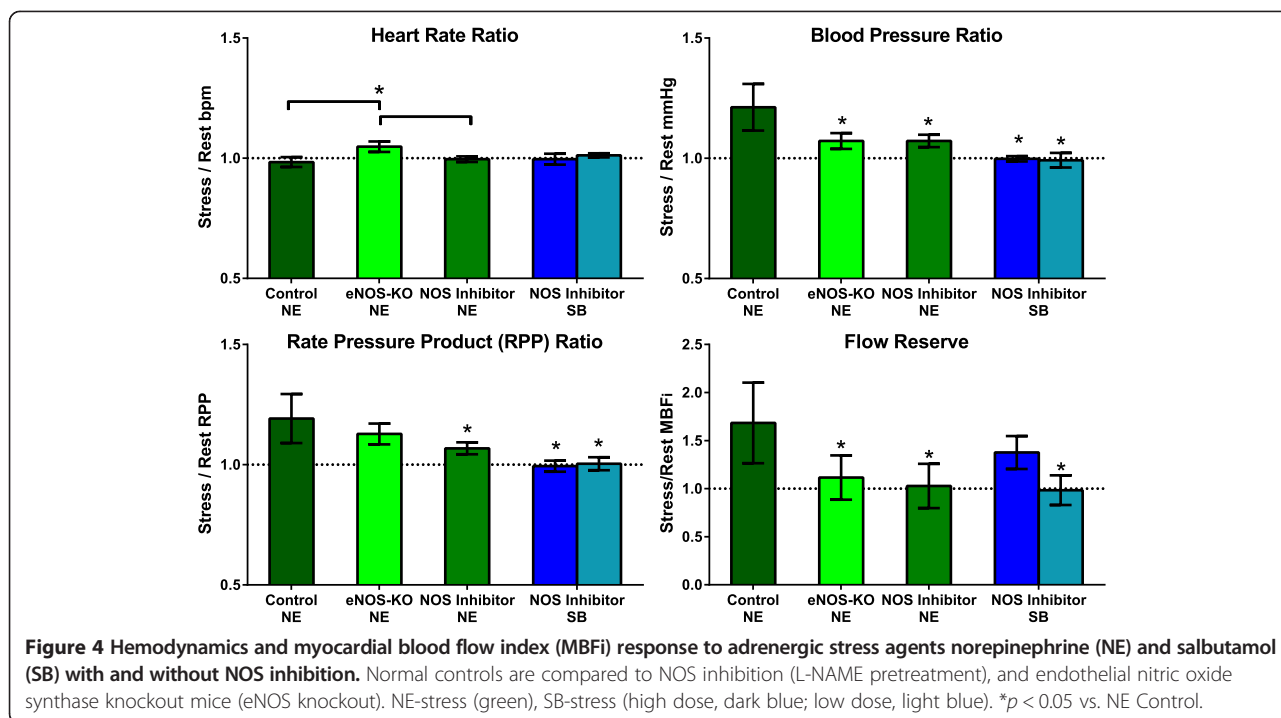 Heart Rate Ratio
Stress / Rest bpm
1.5
1.0
0.5
*
Control NE
eNOS-KO NE
NOS Inhibitor NE
NOS Inhibitor SB
Blood Pressure Ratio
Stress / Rest mmHg
1.5
1.0
0.5
*
*
*
*
Control NE
eNOS-KO NE
NOS Inhibitor NE
NOS Inhibitor SB
Rate Pressure Product (RPP) Ratio
Stress / Rest RPP
1.5
1.0
0.5
*
*
*
Control NE
eNOS-KO NE
NOS Inhibitor NE
NOS Inhibitor SB
Flow Reserve
Stress/Rest MBFi
2.5
2.0
1.5
1.0
0.5
0.0
*
*
*
Control NE
eNOS-KO NE
NOS Inhibitor NE
NOS Inhibitor SB
Figure 4 Hemodynamics and myocardial blood flow index (MBFi) response to adrenergic stress agents norepinephrine (NE) and salbutamol
(SB) with and without NOS inhibition. Normal controls are compared to NOS inhibition (L-NAME pretreatment), and endothelial nitric oxide
synthase knockout mice (eNOS knockout). NE-stress (green), SB-stress (high dose, dark blue; low dose, light blue). *p < 0.05 vs. NE Control.